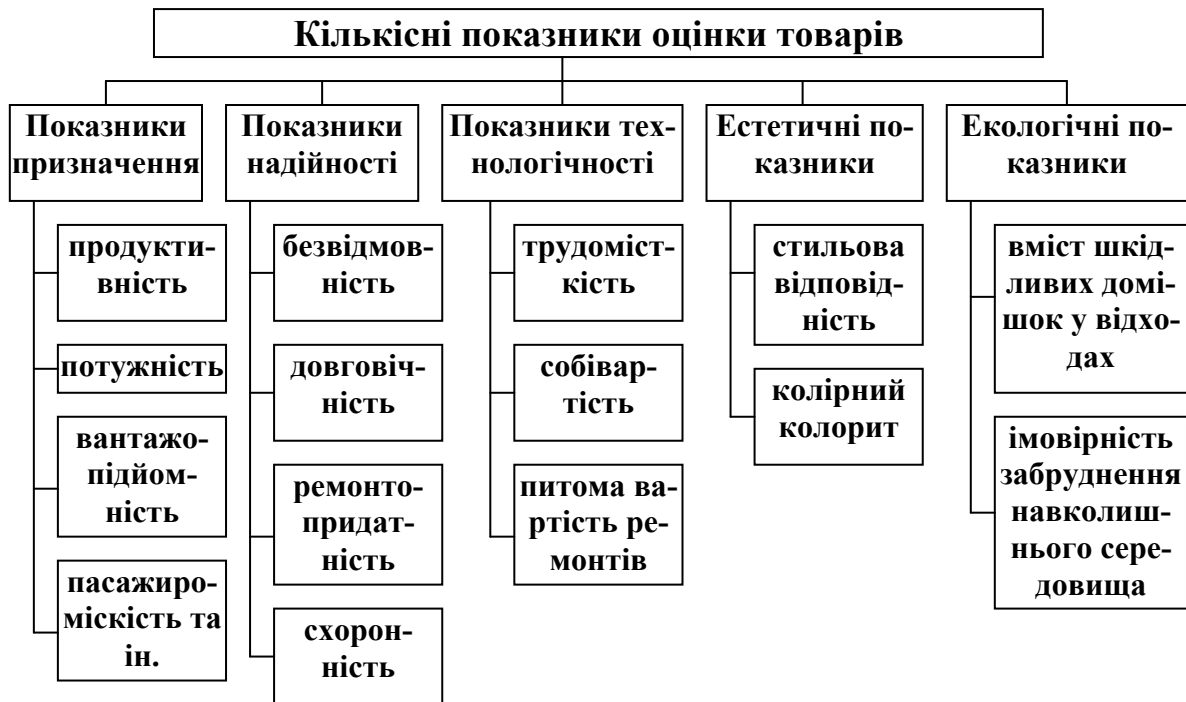 Кількісні показники оцінки товарів
Показники
призначення
продукти-
вність
потужність
вантажо-
підйом-
ність
пасажиро-
міскість та
ін.
Показники
надійності
безвідмов-
ність
довговіч-
ність
ремонто-
придат-
ність
схорон-
ність
Показники тех-
нологічності
трудоміст-
кість
собівар-
тість
питома ва-
ртість ре-
монтів
Естетичні по-
казники
стильова
відповід-
ність
колірний
колорит
Екологічні по-
казники
вміст шкід-
ливих домі-
шок у відхо-
дах
імовірність
забруднення
навколиш-
нього сере-
довища